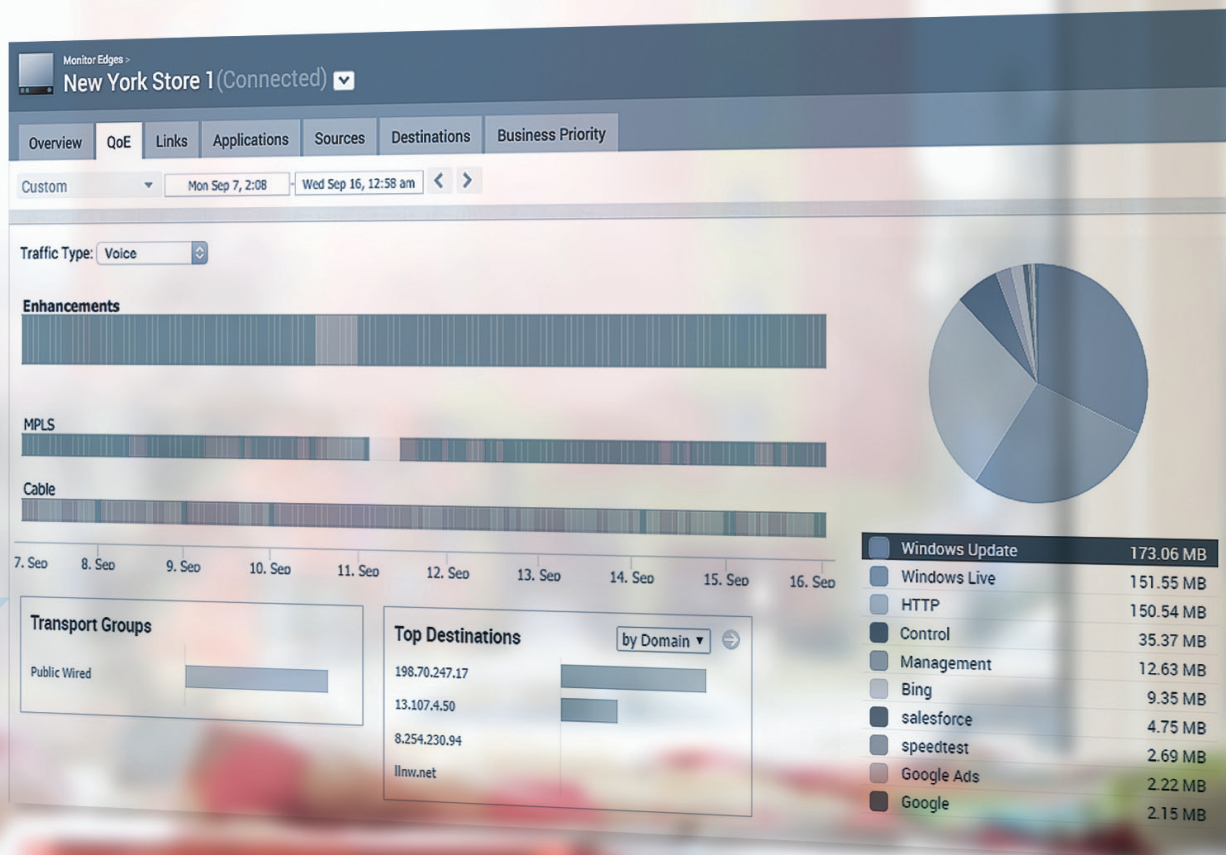 Monitor Edges >
New York Store 1 (Connected)
Overview QoE Links Applications Sources Destinations Business Priority
Custom Mon Sep 7, 2:08 - Wed Sep 16, 12:58 am
Traffic Type: Voice
Enhancements
MPLS
Cable
7. Sep 8. Sep 9. Sep 10. Sep 11. Sep 12. Sep 13. Sep 14. Sep 15. Sep 16. Sep
Transport Groups
Public Wired
Top Destinations by Domain
198.70.247.17
13.107.4.50
8.254.230.94
llnw.net
Windows Update 173.06 MB
Windows Live 151.55 MB
HTTP 150.54 MB
Control 35.37 MB
Management 12.63 MB
Bing 9.35 MB
salesforce 4.75 MB
speedtest 2.69 MB
Google Ads 2.22 MB
Google 2.15 MB